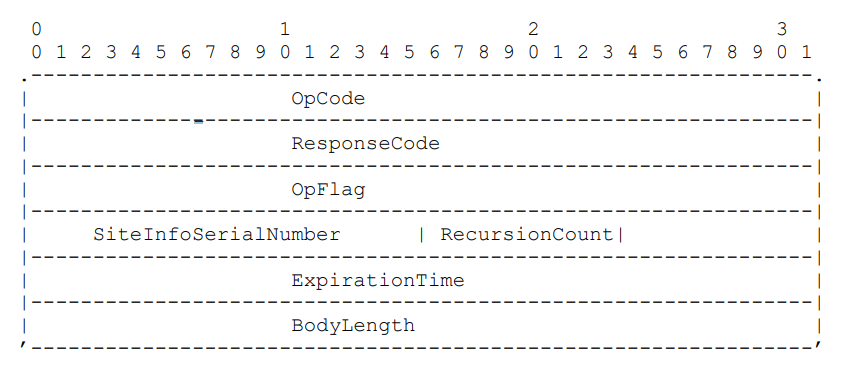 0                   1                   2                   3
0 1 2 3 4 5 6 7 8 9 0 1 2 3 4 5 6 7 8 9 0 1 2 3 4 5 6 7 8 9 0 1
.---------------------------------------------------------------.
|                     OpCode                                    |
|---------------------------------------------------------------|
|                     ResponseCode                              |
|---------------------------------------------------------------|
|                     OpFlag                                    |
|---------------------------------------------------------------|
|     SiteInfoSerialNumber      | RecursionCount|               |
|---------------------------------------------------------------|
|                     ExpirationTime                            |
|---------------------------------------------------------------|
|                     BodyLength                                |
’---------------------------------------------------------------’